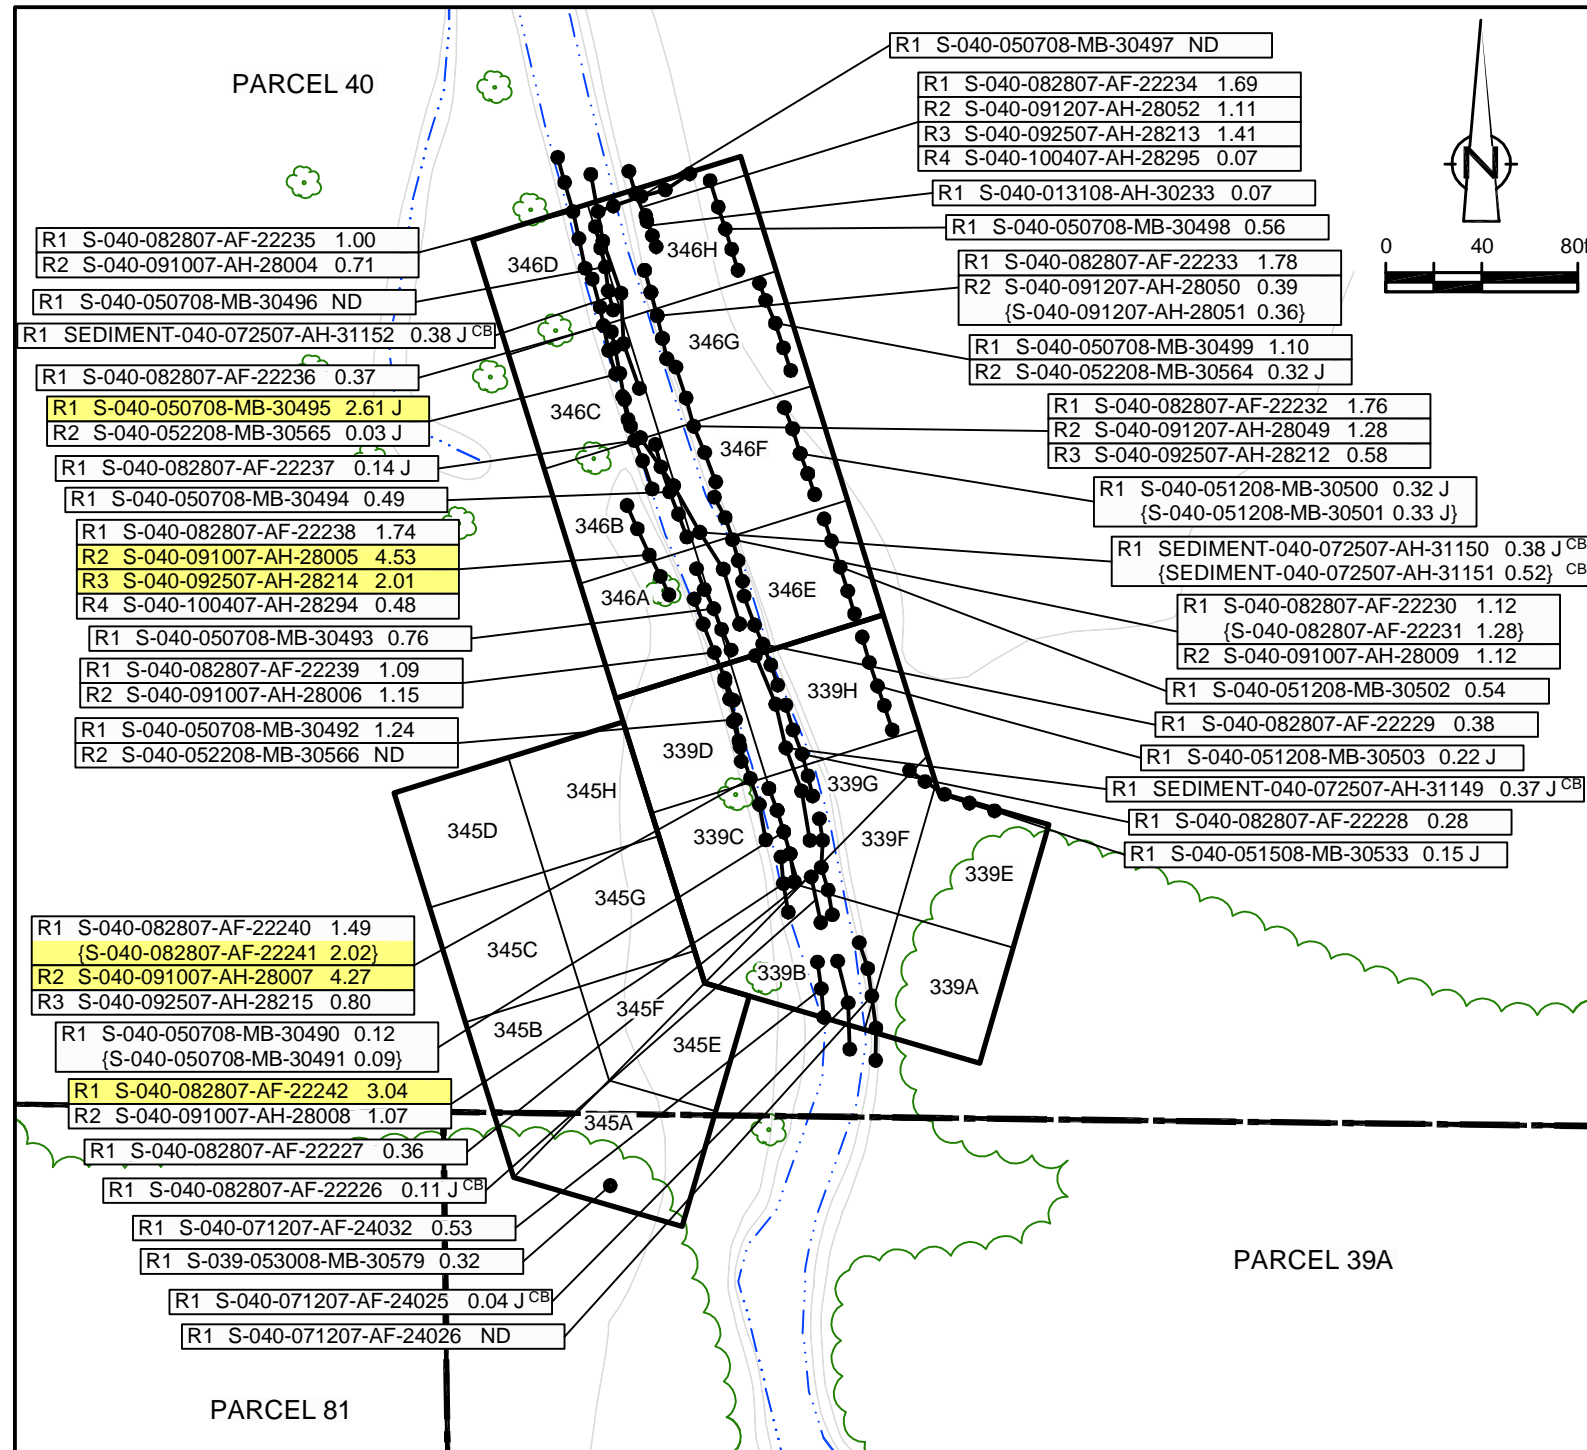 PARCEL 40
R1 S-040-050708-MB-30497 ND
R1 S-040-082807-AF-22234 1.69
R2 S-040-091207-AH-28052 1.11
R3 S-040-092507-AH-28213 1.41
R4 S-040-100407-AH-28295 0.07
R1 S-040-013108-AH-30233 0.07
R1 S-040-050708-MB-30498 0.56
R1 S-040-082807-AF-22233 1.78
R2 S-040-091207-AH-28050 0.39
{S-040-091207-AH-28051 0.36}
R1 S-040-050708-MB-30499 1.10
R2 S-040-052208-MB-30564 0.32 J
R1 S-040-082807-AF-22232 1.76
R2 S-040-091207-AH-28049 1.28
R3 S-040-092507-AH-28212 0.58
R1 S-040-051208-MB-30500 0.32 J
{S-040-051208-MB-30501 0.33 J}
R1 SEDIMENT-040-072507-AH-31150 0.38 J CB
{SEDIMENT-040-072507-AH-31151 0.52} CB
R1 S-040-082807-AF-22230 1.12
{S-040-082807-AF-22231 1.28}
R2 S-040-091007-AH-28009 1.12
R1 S-040-051208-MB-30502 0.54
R1 S-040-082807-AF-22229 0.38
R1 S-040-051208-MB-30503 0.22 J
R1 SEDIMENT-040-072507-AH-31149 0.37 J CB
R1 S-040-082807-AF-22228 0.28
R1 S-040-051508-MB-30533 0.15 J
N
0 40 80f
R1 S-040-082807-AF-22235 1.00
R2 S-040-091007-AH-28004 0.71
R1 S-040-050708-MB-30496 ND
R1 SEDIMENT-040-072507-AH-31152 0.38 J CB
R1 S-040-082807-AF-22236 0.37
R1 S-040-050708-MB-30495 2.61 J
R2 S-040-052208-MB-30565 0.03 J
R1 S-040-082807-AF-22237 0.14 J
R1 S-040-050708-MB-30494 0.49
R1 S-040-082807-AF-22238 1.74
R2 S-040-091007-AH-28005 4.53
R3 S-040-092507-AH-28214 2.01
R4 S-040-100407-AH-28294 0.48
R1 S-040-050708-MB-30493 0.76
R1 S-040-082807-AF-22239 1.09
R2 S-040-091007-AH-28006 1.15
R1 S-040-050708-MB-30492 1.24
R2 S-040-052208-MB-30566 ND
R1 S-040-082807-AF-22240 1.49
{S-040-082807-AF-22241 2.02}
R2 S-040-091007-AH-28007 4.27
R3 S-040-092507-AH-28215 0.80
R1 S-040-050708-MB-30490 0.12
{S-040-050708-MB-30491 0.09}
R1 S-040-082807-AF-22242 3.04
R2 S-040-091007-AH-28008 1.07
R1 S-040-082807-AF-22227 0.36
R1 S-040-082807-AF-22226 0.11 J CB
R1 S-040-071207-AF-24032 0.53
R1 S-039-053008-MB-30579 0.32
R1 S-040-071207-AF-24025 0.04 J CB
R1 S-040-071207-AF-24026 ND
346D
346H
346G
346C
346F
346B
346A
346E
339H
339D
339G
345H
345D
339C
339F
339E
345G
345C
339B
339A
345F
345B
345E
345A
PARCEL 39A
PARCEL 81